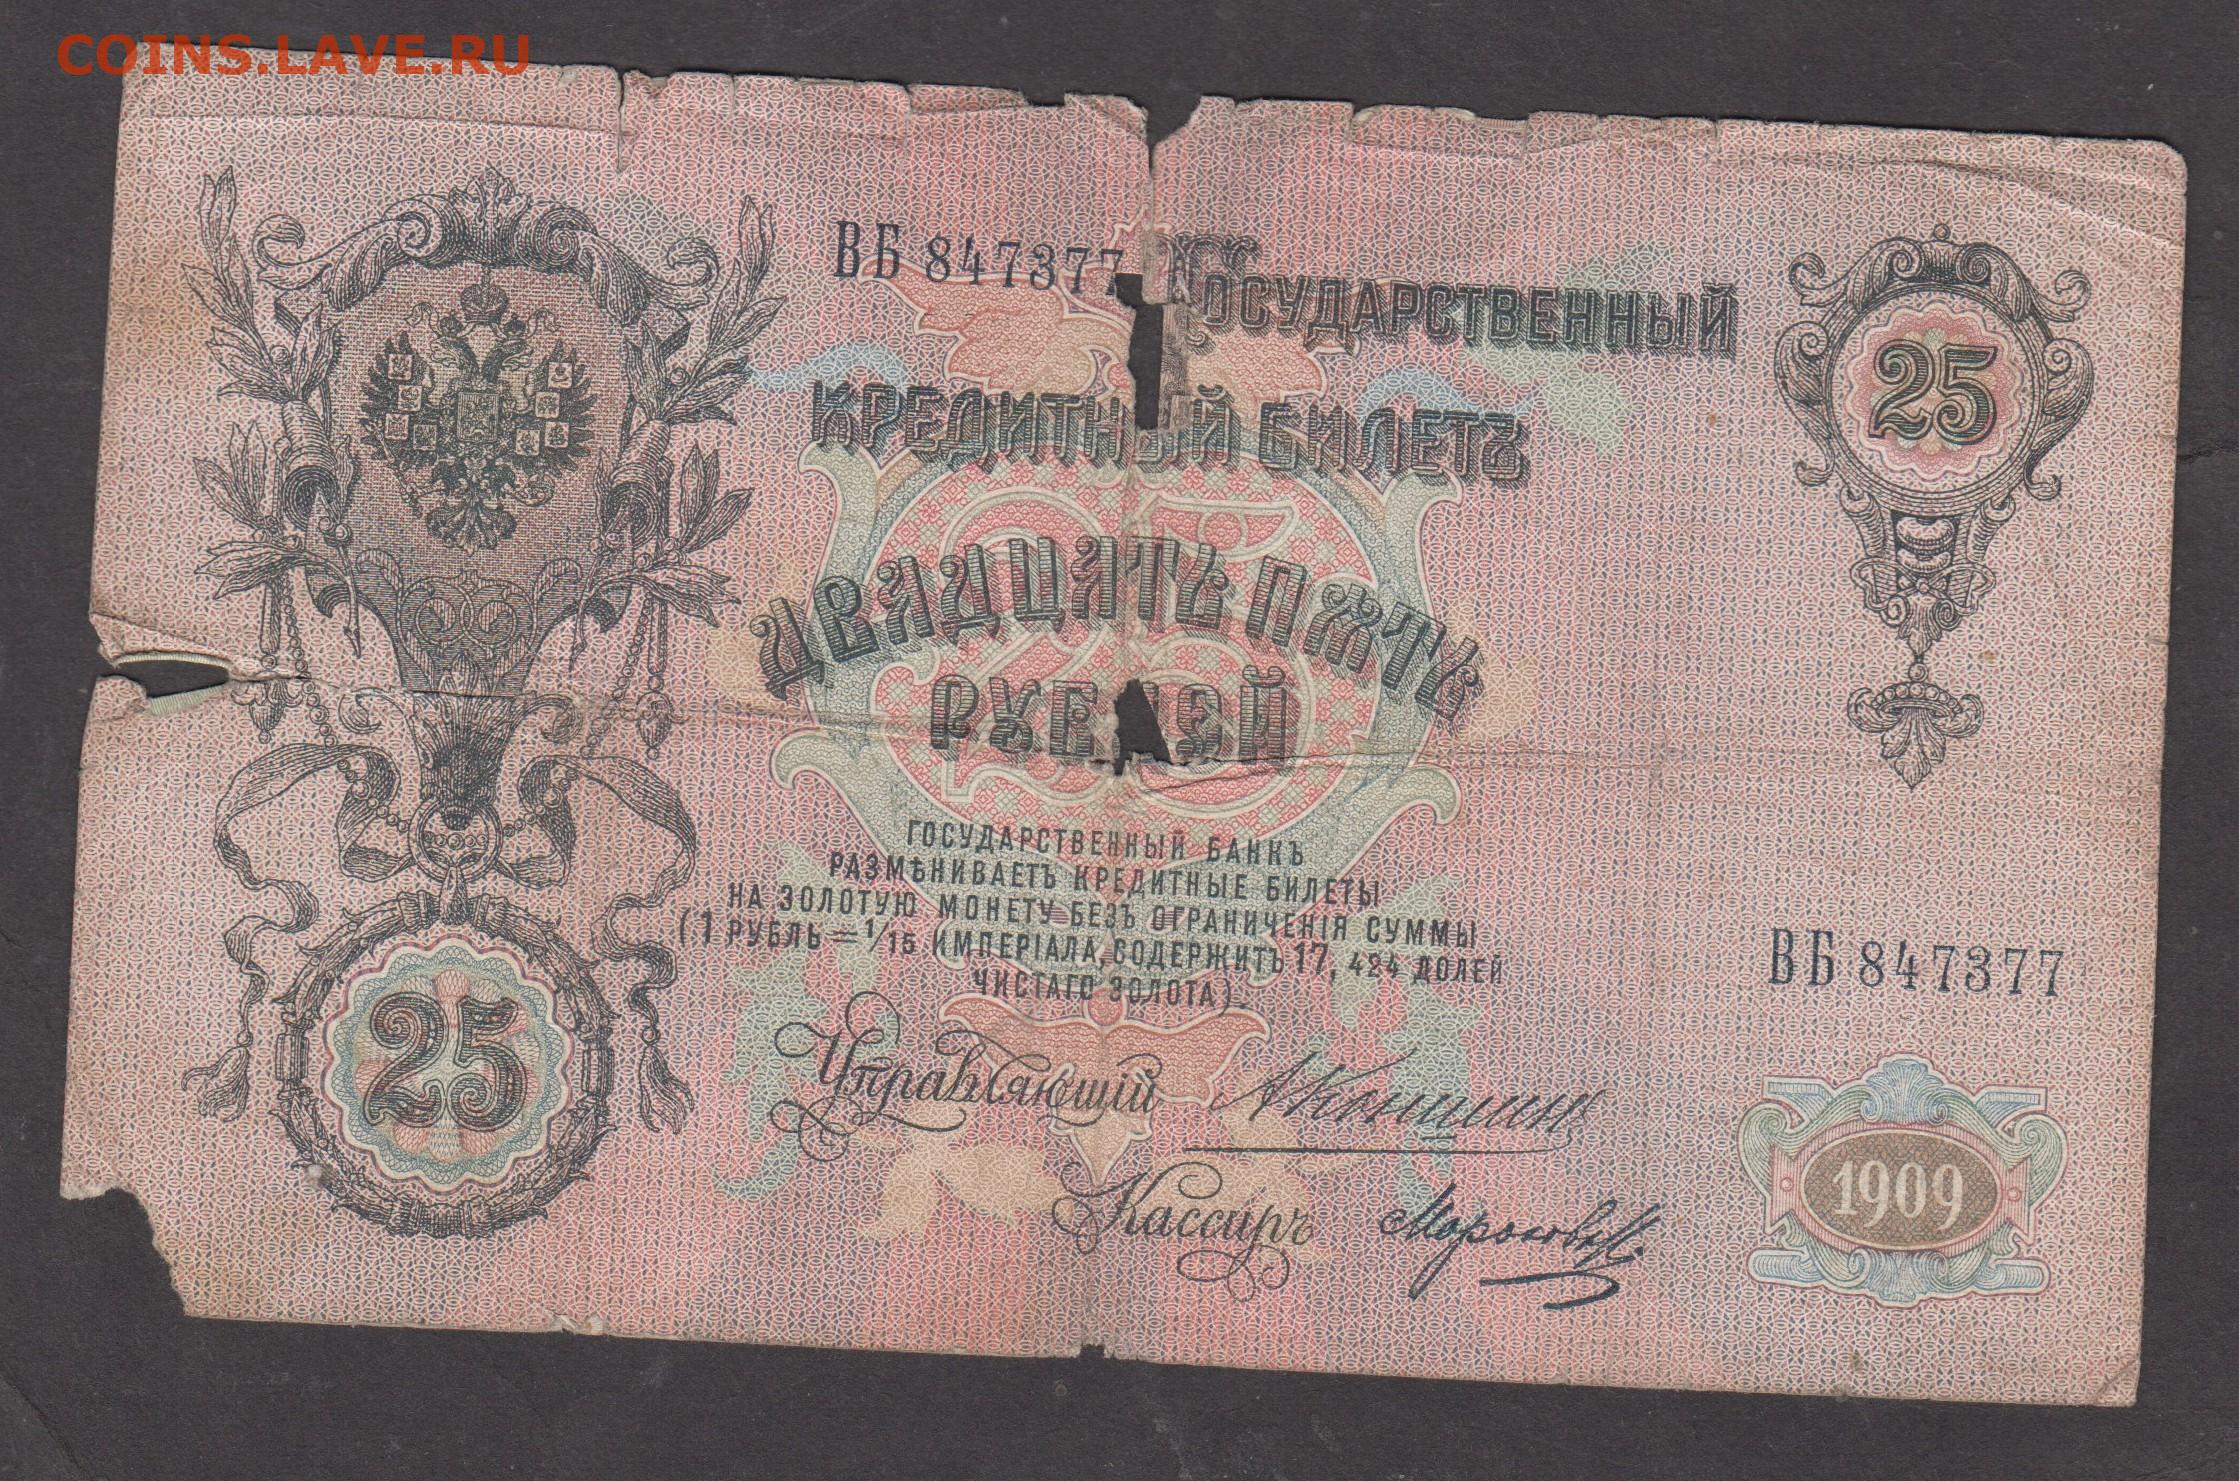 COINS.LAVE.RU
ВБ 847377
ГОСУДАРСТВЕННЫЙ
КРЕДИТНЫЙ БИЛЕТЪ
25
ДВАДЦАТЬ ПЯТЬ
РУБЛЕЙ
ГОСУДАРСТВЕННЫЙ БАНКЪ
РАЗМѢНИВАЕТЪ КРЕДИТНЫЕ БИЛЕТЫ
НА ЗОЛОТУЮ МОНЕТУ БЕЗЪ ОГРАНИЧЕНІЯ СУММЫ
(1 РУБЛЬ = 1/15 ИМПЕРІАЛА, СОДЕРЖИТЪ 17, 424 ДОЛЕЙ
ЧИСТАГО ЗОЛОТА).
ВБ 847377
25
Управляющій Коншинъ
Кассиръ
1909